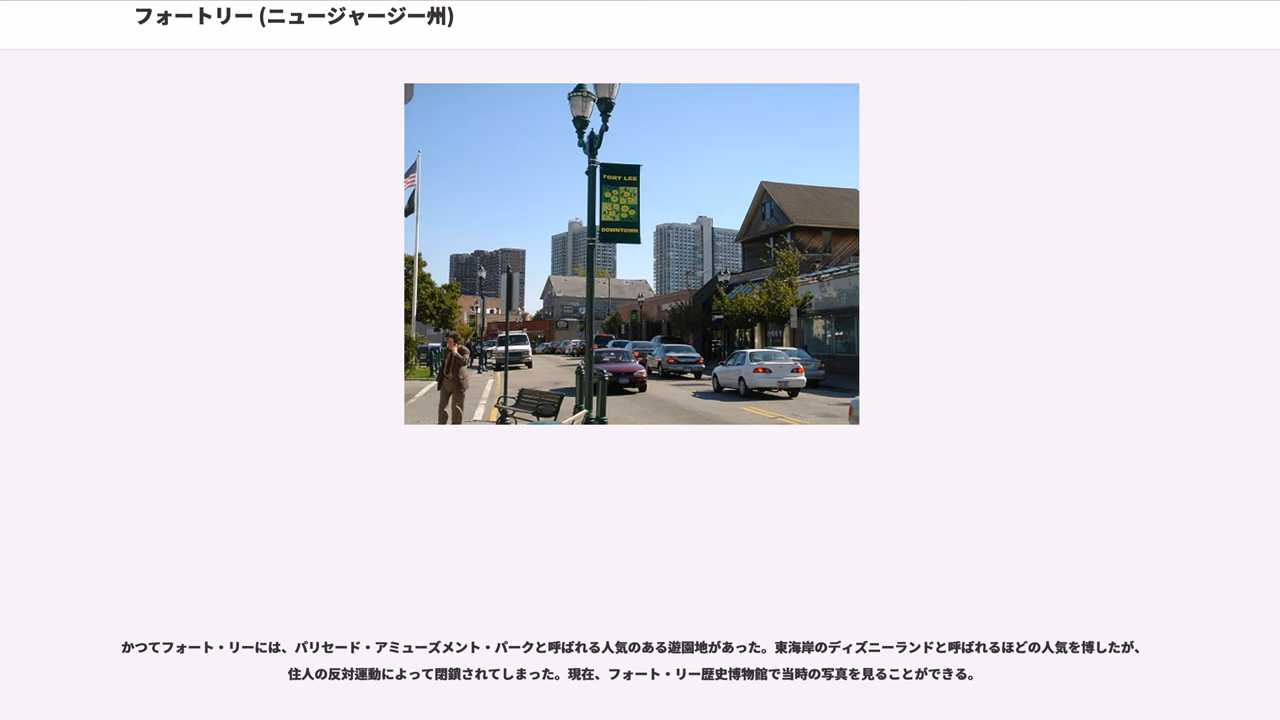 フォートリー (ニュージャージー州)
FORT LEE
DOWNTOWN
かつてフォート・リーには、パリセード・アミューズメント・パークと呼ばれる人気のある遊園地があった。東海岸のディズニーランドと呼ばれるほどの人気を博したが、
住人の反対運動によって閉鎖されてしまった。現在、フォート・リー歴史博物館で当時の写真を見ることができる。